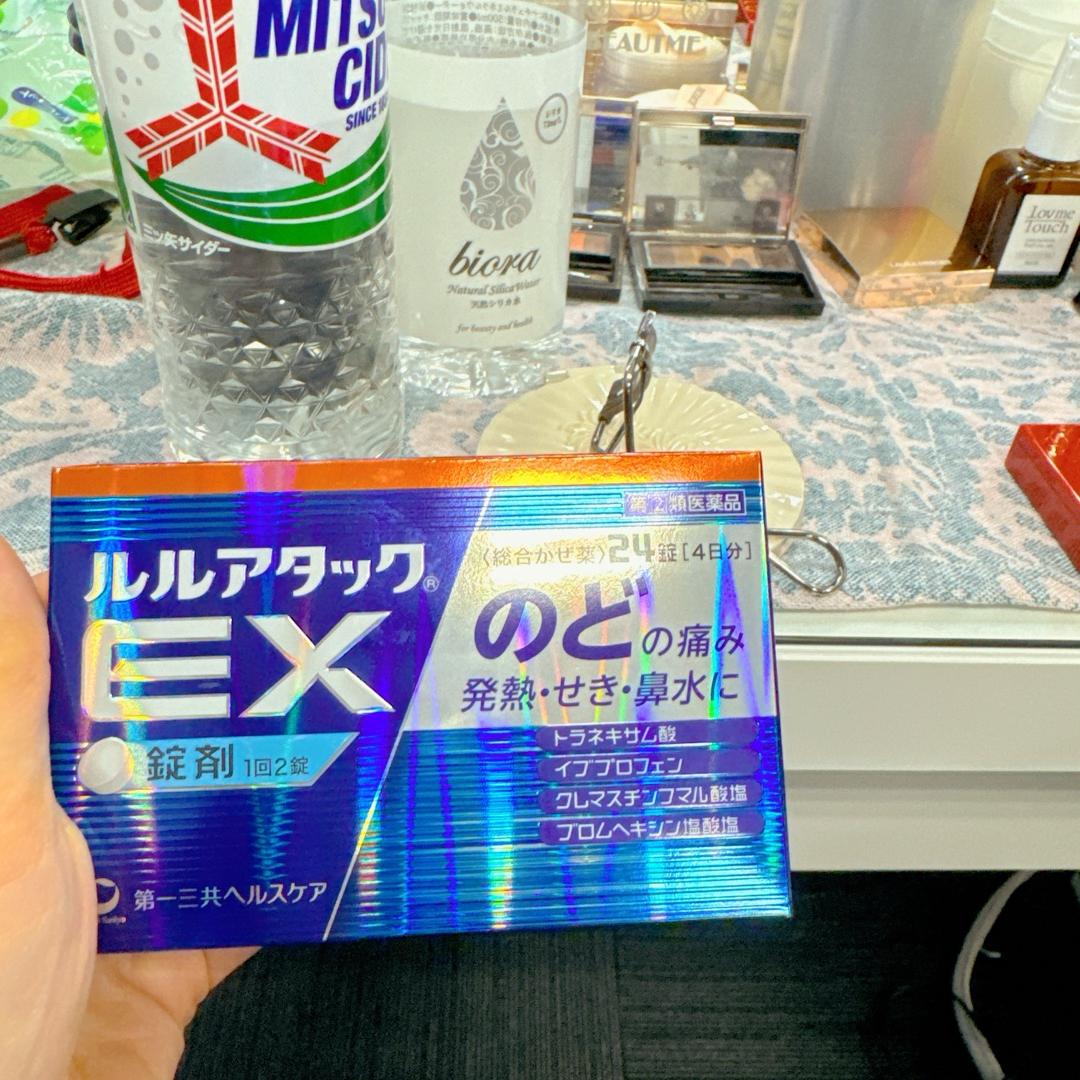 MITSU
CID
SINCE 18
三ツ矢サイダー
biora
Natural Silica Water
天然シリカ水
for beauty and health
EAUTME
Lovme
Touch
第②類医薬品
ルルアタック®
EX
錠剤 1回2錠
第一三共ヘルスケア
〈総合かぜ薬〉24錠[4日分]
のどの痛み
発熱・せき・鼻水に
トラネキサム酸
イブプロフェン
クレマスチンフマル酸塩
ブロムヘキシン塩酸塩